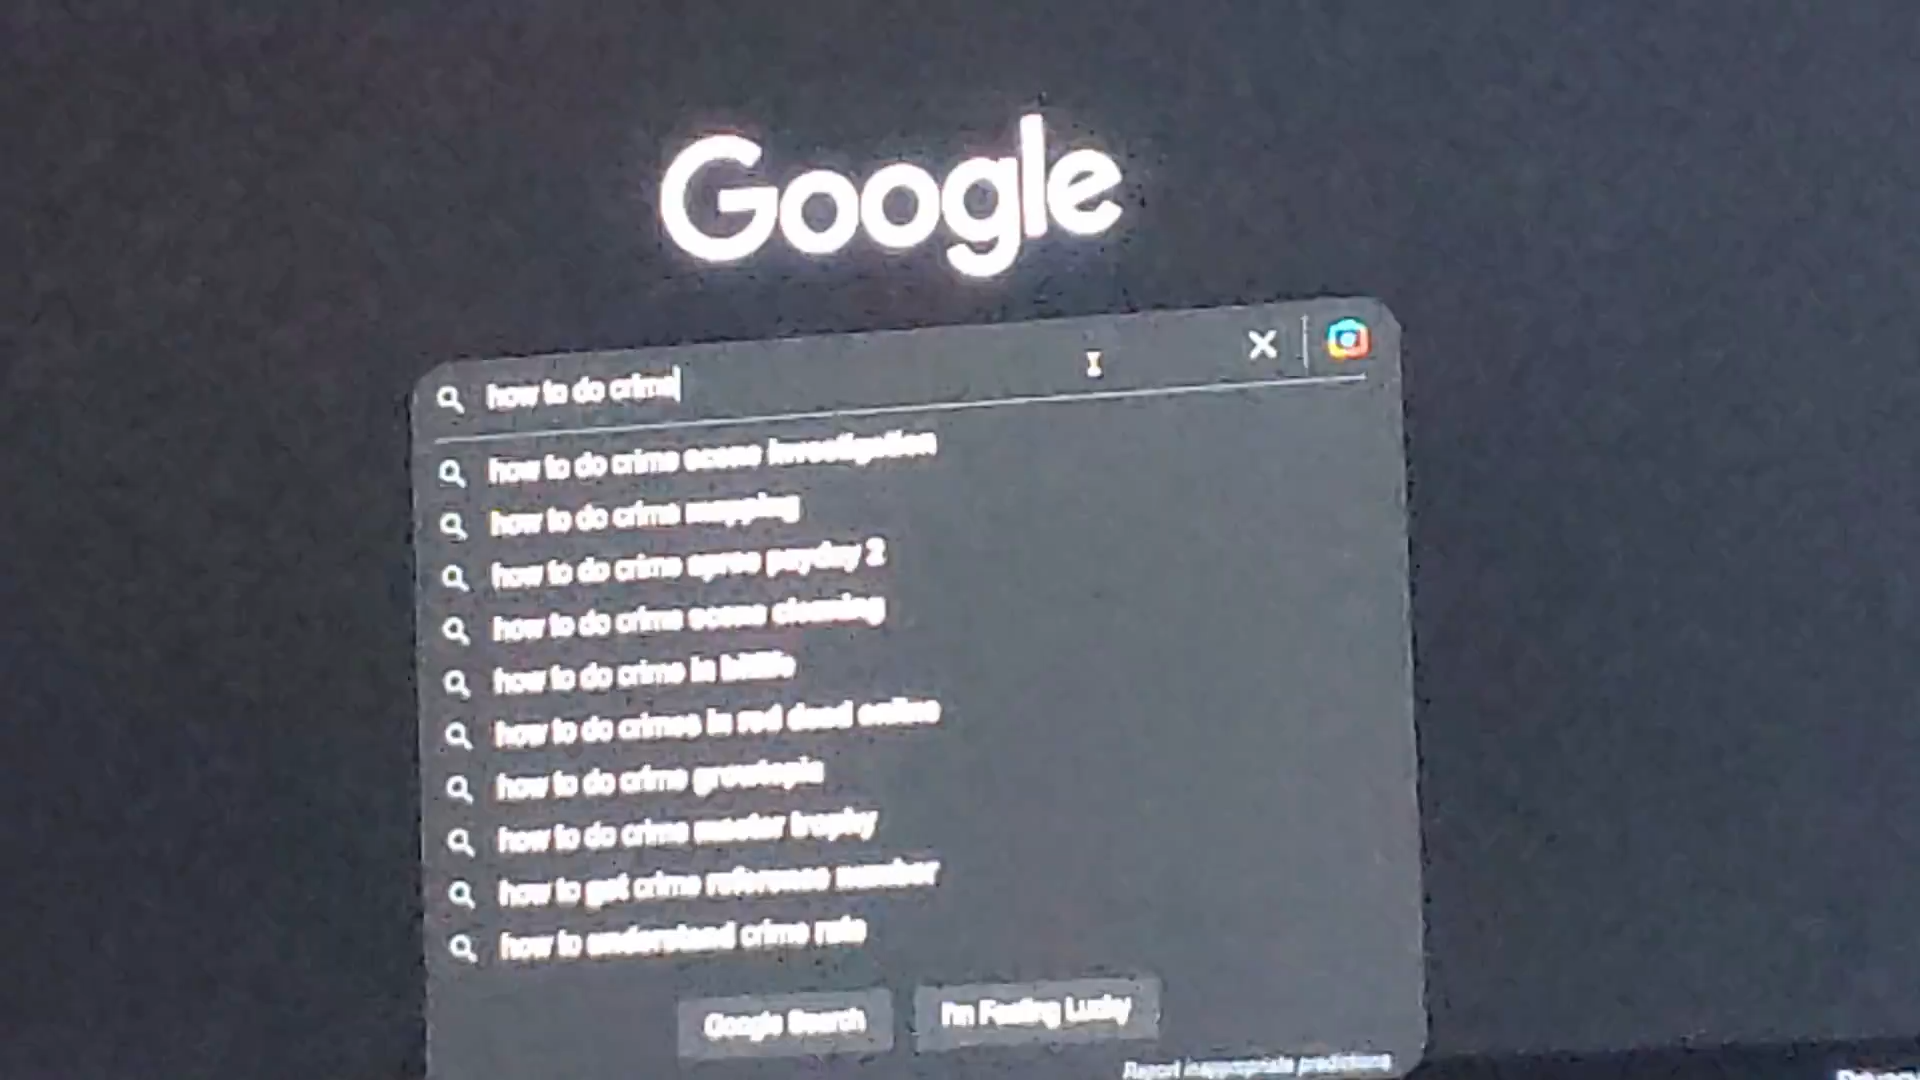 Google
how to do crime
how to do crime scene investigation
how to do crime mapping
how to do crime spree payday 2
how to do crime scene cleaning
how to do crime in bitlife
how to do crimes in red dead online
how to do crime growtopia
how to do crime master trophy
how to get crime reference number
how to understand crime rate
Google Search
I'm Feeling Lucky
Report inappropriate predictions